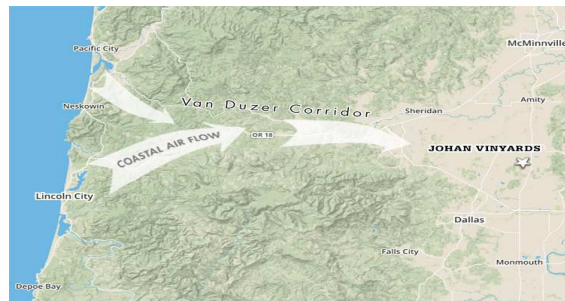 Pacific City
McMinnville
Neskowin
Van Duzer Corridor
Sheridan
Amity
COASTAL AIR FLOW
OR 18
JOHAN VINYARDS
Lincoln City
Dallas
Falls City
Monmouth
Depoe Bay